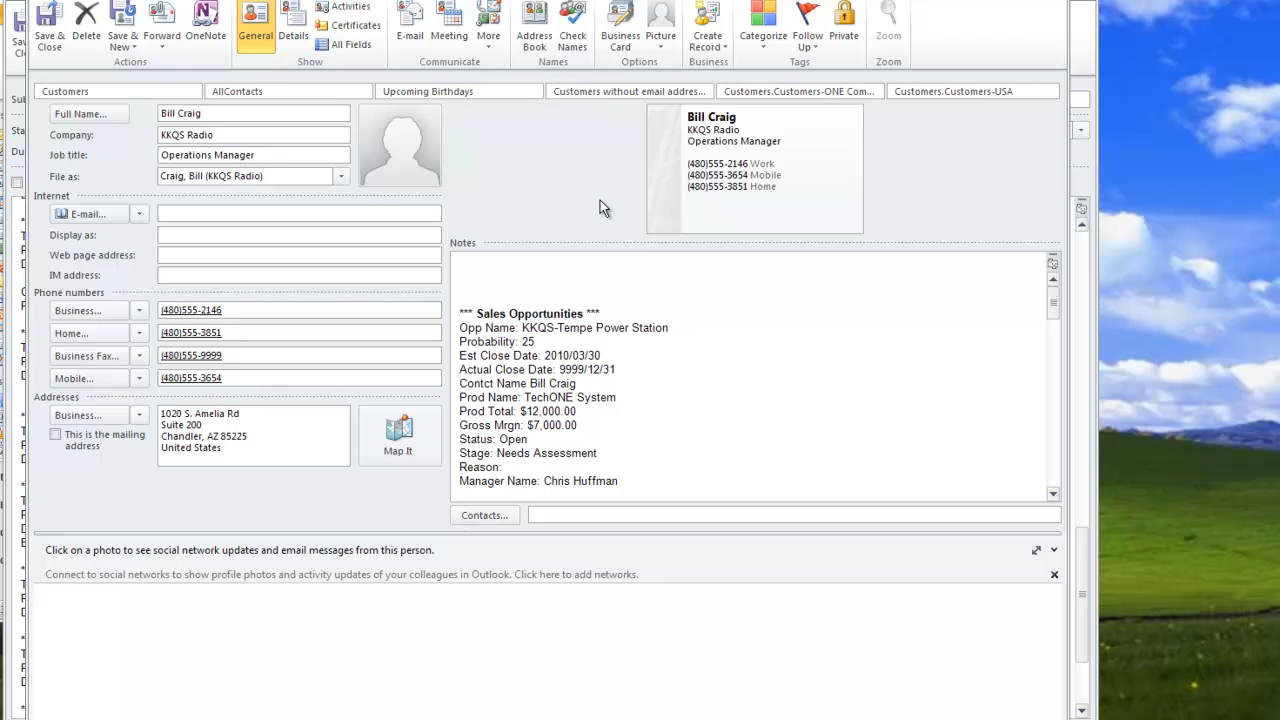 Activities
Certificates
All Fields
Save & Close
Delete
Save & New
Forward
OneNote
General
Details
E-mail
Meeting
More
Address Book
Check Names
Business Card
Picture
Create Record
Categorize
Follow Up
Private
Zoom
Actions
Show
Communicate
Names
Options
Business
Tags
Zoom
Customers
AllContacts
Upcoming Birthdays
Customers without email addres...
Customers.Customers-ONE Com...
Customers.Customers-USA
Full Name...
Bill Craig
Company:
KKQS Radio
Job title:
Operations Manager
File as:
Craig, Bill (KKQS Radio)
Bill Craig
KKQS Radio
Operations Manager
(480)555-2146 Work
(480)555-3654 Mobile
(480)555-3851 Home
Internet
E-mail...
Display as:
Web page address:
IM address:
Phone numbers
Business...
(480)555-2146
Home...
(480)555-3851
Business Fax...
(480)555-9999
Mobile...
(480)555-3654
Addresses
Business...
This is the mailing
address
1020 S. Amelia Rd
Suite 200
Chandler, AZ 85225
United States
Map It
Notes
*** Sales Opportunities ***
Opp Name: KKQS-Tempe Power Station
Probability: 25
Est Close Date: 2010/03/30
Actual Close Date: 9999/12/31
Contct Name Bill Craig
Prod Name: TechONE System
Prod Total: $12,000.00
Gross Mrgn: $7,000.00
Status: Open
Stage: Needs Assessment
Reason:
Manager Name: Chris Huffman
Contacts...
Click on a photo to see social network updates and email messages from this person.
Connect to social networks to show profile photos and activity updates of your colleagues in Outlook. Click here to add networks.